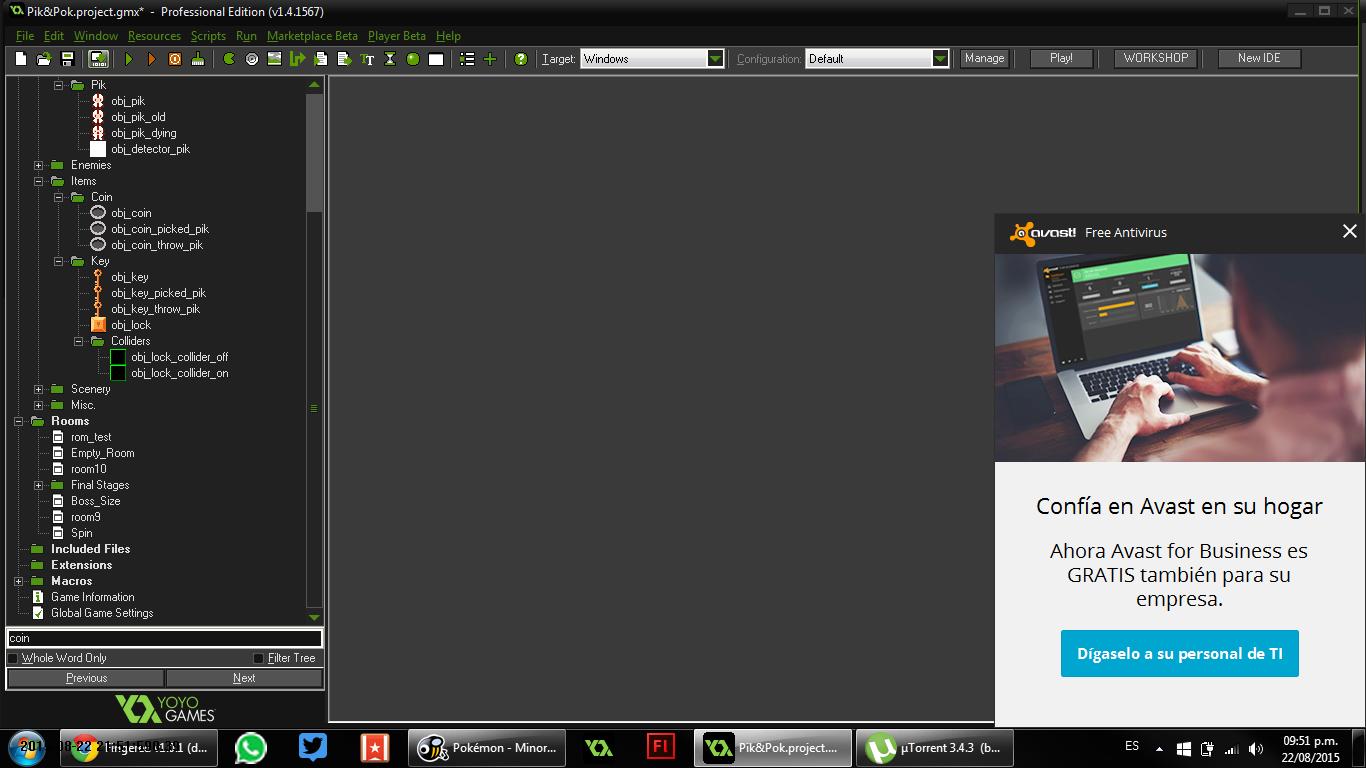 Pik&Pok.project.gmx* - Professional Edition (v1.4.1567)
File Edit Window Resources Scripts Run Marketplace Beta Player Beta Help
Target: Windows Configuration: Default Manage Play! WORKSHOP New IDE
Pik
obj_pik
obj_pik_old
obj_pik_dying
obj_detector_pik
Enemies
Items
Coin
obj_coin
obj_coin_picked_pik
obj_coin_throw_pik
Key
obj_key
obj_key_picked_pik
obj_key_throw_pik
obj_lock
Colliders
obj_lock_collider_off
obj_lock_collider_on
Scenery
Misc.
Rooms
rom_test
Empty_Room
room10
Final Stages
Boss_Size
room9
Spin
Included Files
Extensions
Macros
Game Information
Global Game Settings
coin
Whole Word Only Filter Tree
Previous Next
YOYO
GAMES
avast! Free Antivirus
Confía en Avast en su hogar
Ahora Avast for Business es
GRATIS también para su
empresa.
Dígaselo a su personal de TI
(d...
Pokémon - Minor...
Fl
Pik&Pok.project....
µTorrent 3.4.3 (b...
ES
09:51 p.m.
22/08/2015